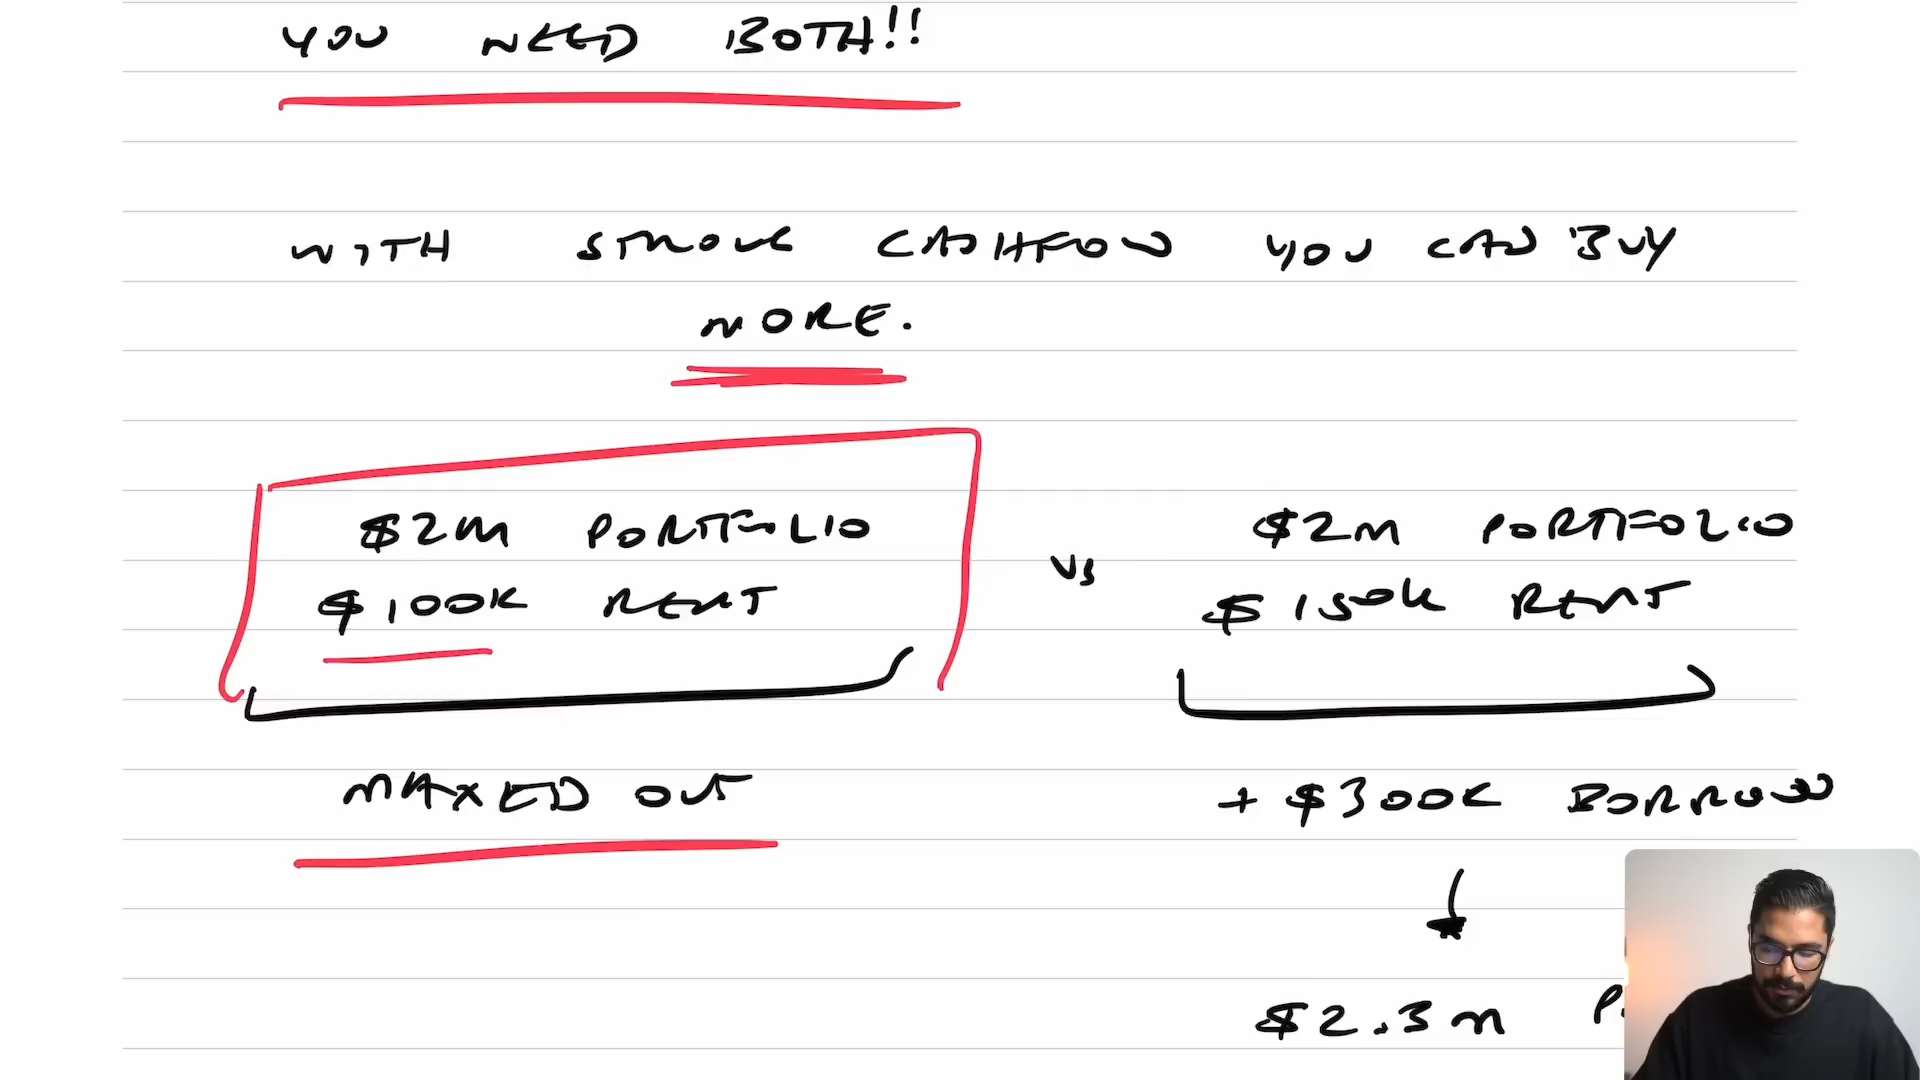 YOU NEED BOTH!!
WITH STRONG CASHFLOW YOU CAN BUY
MORE.
$2M PORTFOLIO VS $2M PORTFOLIO
$100K RENT $150K RENT
MAXED OUT + $300K BORROW
$2.3M